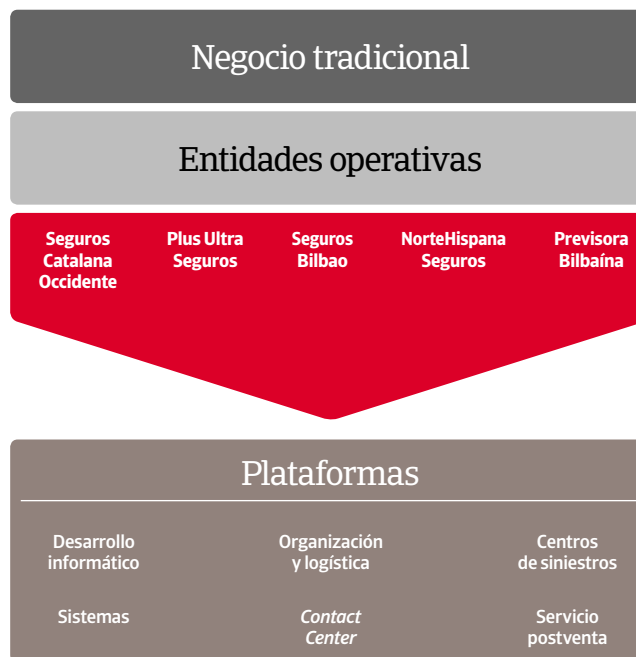 Negocio tradicional
Entidades operativas
Seguros
Catalana
Occidente
Plus Ultra
Seguros
Seguros
Bilbao
NorteHispana
Seguros
Previsora
Bilbaína
Plataformas
Desarrollo
informático
Organización
y logística
Centros
de siniestros
Sistemas
Contact
Center
Servicio
postventa